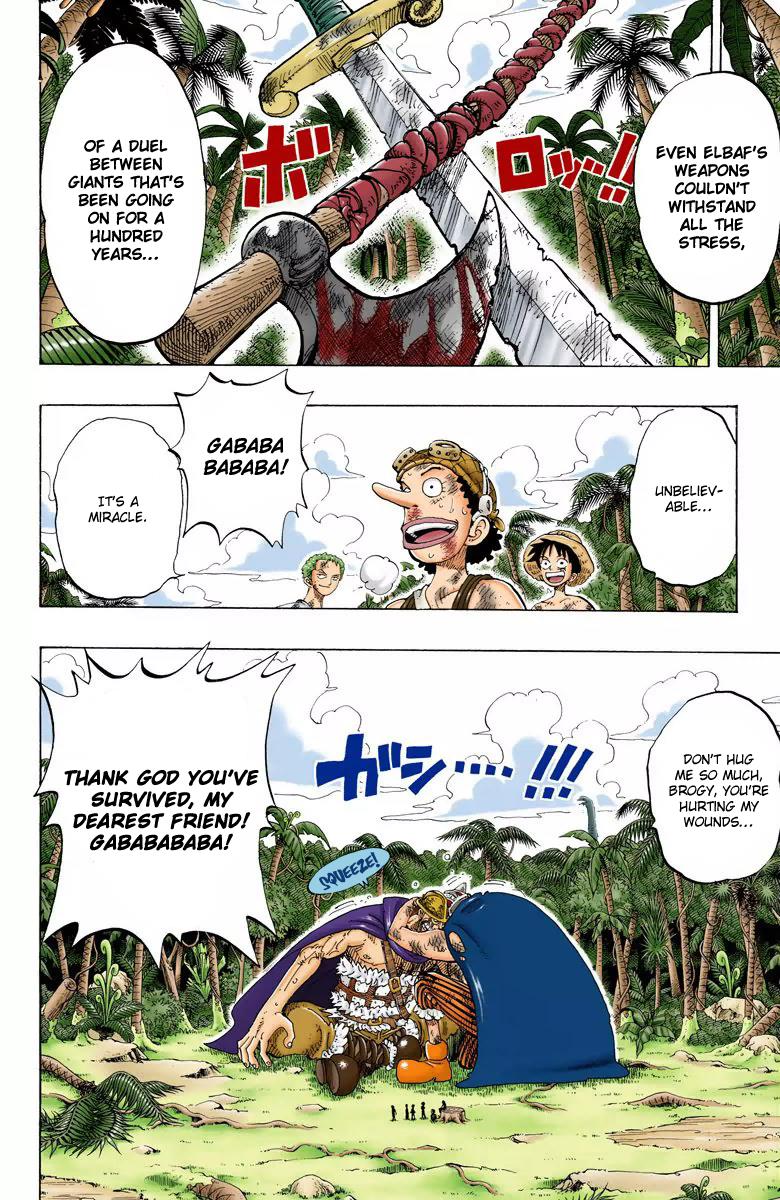 EVEN ELBAF'S
WEAPONS
COULDN'T
WITHSTAND
ALL THE
STRESS,
ロッ!!
ボ
OF A DUEL
BETWEEN
GIANTS THAT'S
BEEN GOING
ON FOR A
HUNDRED
YEARS...
UNBELIEV-
ABLE...
GABABA
BABABA!
IT'S A
MIRACLE.
DON'T HUG
ME SO MUCH,
BROGY, YOU'RE
HURTING MY
WOUNDS...
ガシ…!!!
SQUEEZE!
THANK GOD YOU'VE
SURVIVED, MY
DEAREST FRIEND!
GABABABABA!